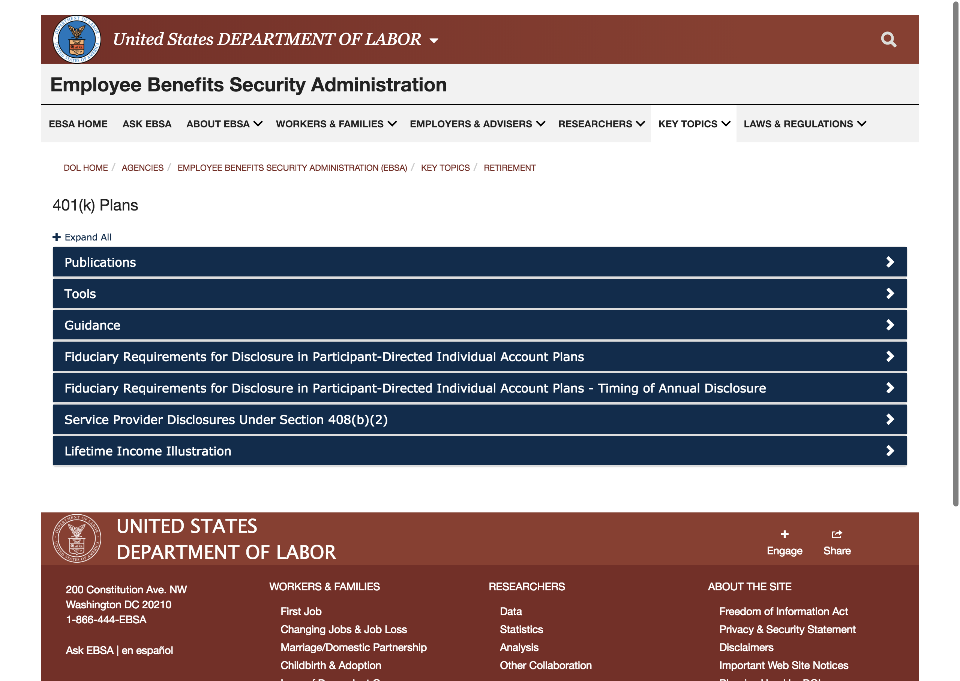 United States DEPARTMENT OF LABOR
Employee Benefits Security Administration
EBSA HOME ASK EBSA ABOUT EBSA WORKERS & FAMILIES EMPLOYERS & ADVISERS RESEARCHERS KEY TOPICS LAWS & REGULATIONS
DOL HOME / AGENCIES / EMPLOYEE BENEFITS SECURITY ADMINISTRATION (EBSA) / KEY TOPICS / RETIREMENT
401(k) Plans
Expand All
Publications
Tools
Guidance
Fiduciary Requirements for Disclosure in Participant-Directed Individual Account Plans
Fiduciary Requirements for Disclosure in Participant-Directed Individual Account Plans - Timing of Annual Disclosure
Service Provider Disclosures Under Section 408(b)(2)
Lifetime Income Illustration
UNITED STATES
DEPARTMENT OF LABOR
Engage Share
200 Constitution Ave. NW
Washington DC 20210
1-866-444-EBSA
Ask EBSA | en español
WORKERS & FAMILIES
First Job
Changing Jobs & Job Loss
Marriage/Domestic Partnership
Childbirth & Adoption
RESEARCHERS
Data
Statistics
Analysis
Other Collaboration
ABOUT THE SITE
Freedom of Information Act
Privacy & Security Statement
Disclaimers
Important Web Site Notices